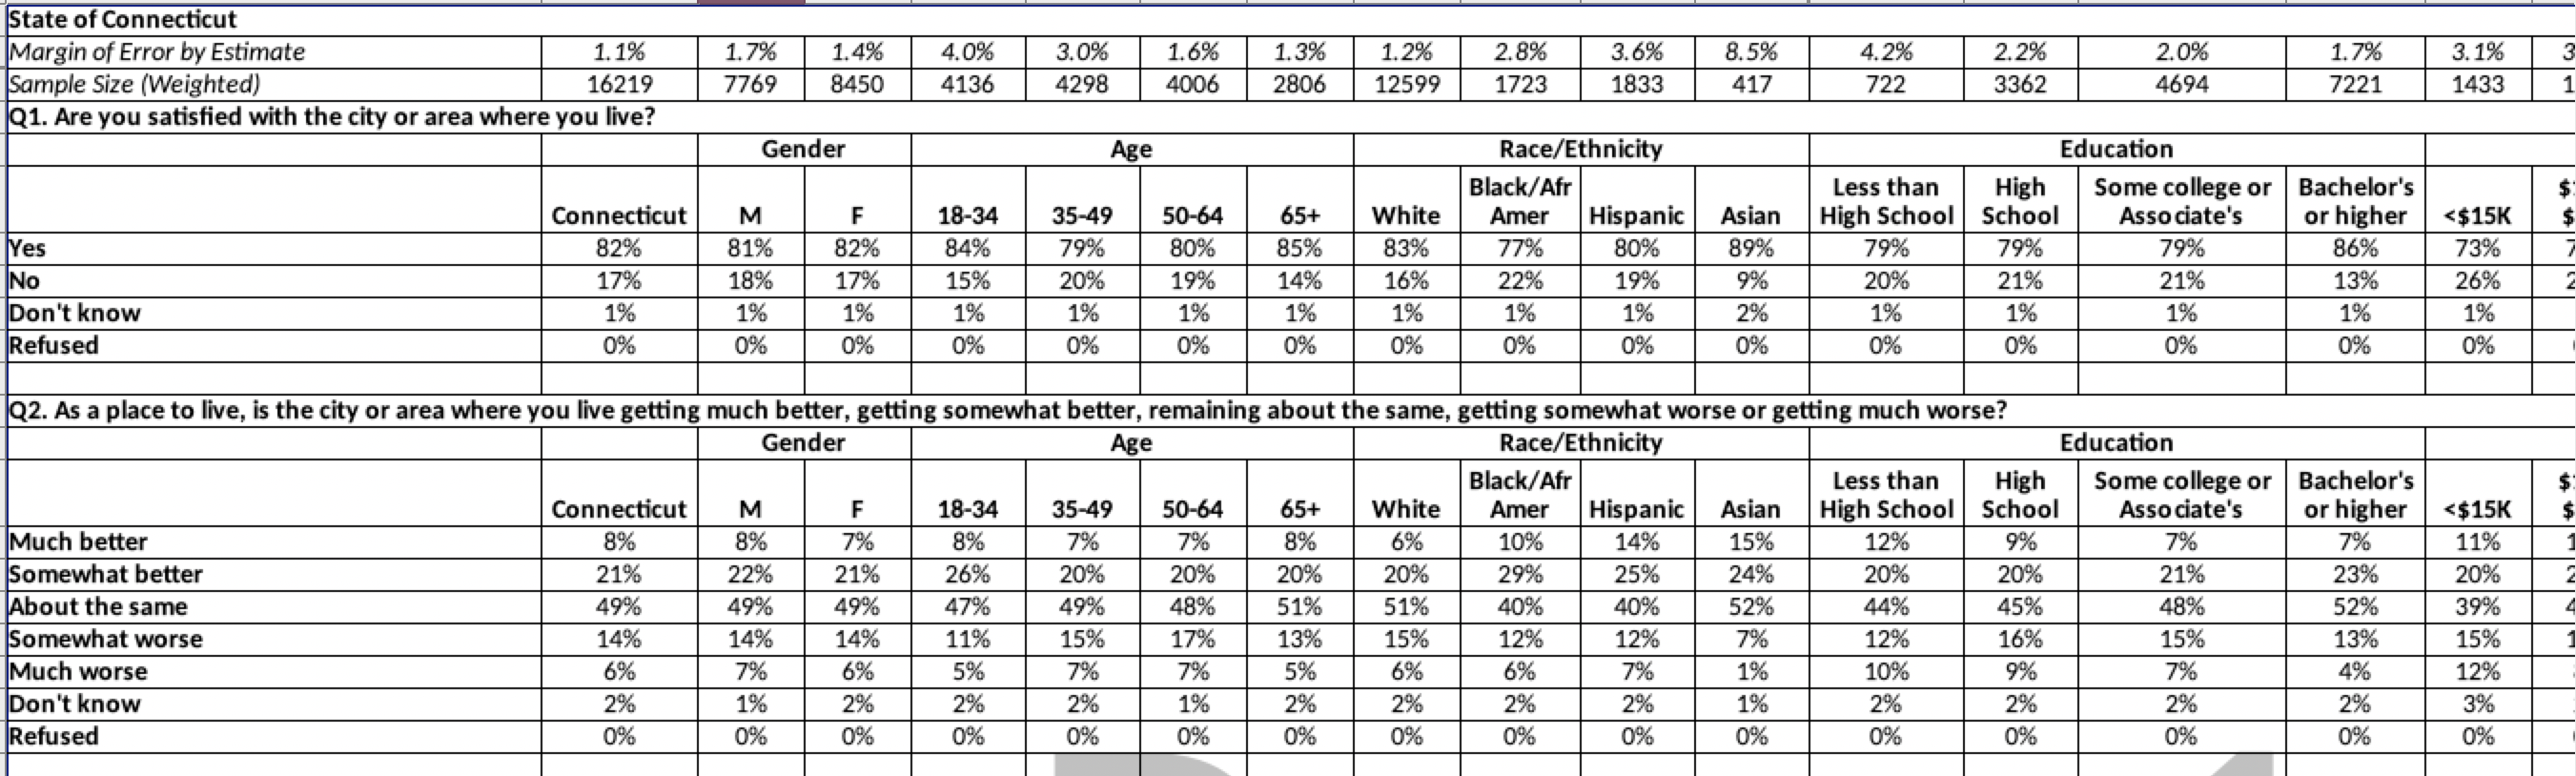 State of Connecticut
Margin of Error by Estimate 1.1% 1.7% 1.4% 4.0% 3.0% 1.6% 1.3% 1.2% 2.8% 3.6% 8.5% 4.2% 2.2% 2.0% 1.7% 3.1%
Sample Size (Weighted) 16219 7769 8450 4136 4298 4006 2806 12599 1723 1833 417 722 3362 4694 7221 1433
Q1. Are you satisfied with the city or area where you live?
Gender Age Race/Ethnicity Education
Black/Afr Less than High Some college or Bachelor's
Connecticut M F 18-34 35-49 50-64 65+ White Amer Hispanic Asian High School School Associate's or higher <$15K
Yes 82% 81% 82% 84% 79% 80% 85% 83% 77% 80% 89% 79% 79% 79% 86% 73%
No 17% 18% 17% 15% 20% 19% 14% 16% 22% 19% 9% 20% 21% 21% 13% 26%
Don't know 1% 1% 1% 1% 1% 1% 1% 1% 1% 1% 2% 1% 1% 1% 1% 1%
Refused 0% 0% 0% 0% 0% 0% 0% 0% 0% 0% 0% 0% 0% 0% 0% 0%
Q2. As a place to live, is the city or area where you live getting much better, getting somewhat better, remaining about the same, getting somewhat worse or getting much worse?
Gender Age Race/Ethnicity Education
Black/Afr Less than High Some college or Bachelor's
Connecticut M F 18-34 35-49 50-64 65+ White Amer Hispanic Asian High School School Associate's or higher <$15K
Much better 8% 8% 7% 8% 7% 7% 8% 6% 10% 14% 15% 12% 9% 7% 7% 11%
Somewhat better 21% 22% 21% 26% 20% 20% 20% 20% 29% 25% 24% 20% 20% 21% 23% 20%
About the same 49% 49% 49% 47% 49% 48% 51% 51% 40% 40% 52% 44% 45% 48% 52% 39%
Somewhat worse 14% 14% 14% 11% 15% 17% 13% 15% 12% 12% 7% 12% 16% 15% 13% 15%
Much worse 6% 7% 6% 5% 7% 7% 5% 6% 6% 7% 1% 10% 9% 7% 4% 12%
Don't know 2% 1% 2% 2% 2% 1% 2% 2% 2% 2% 1% 2% 2% 2% 2% 3%
Refused 0% 0% 0% 0% 0% 0% 0% 0% 0% 0% 0% 0% 0% 0% 0% 0%